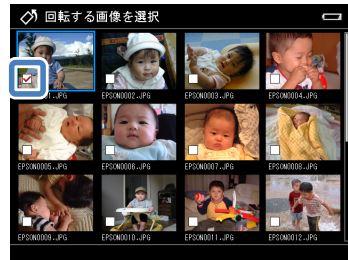 回転する画像を選択
01.JPG
EPSON0002.JPG
EPSON0003.JPG
EPSON0004.JPG
EPSON0005.JPG
EPSON0006.JPG
EPSON0007.JPG
EPSON0008.JPG
EPSON0009.JPG
EPSON0010.JPG
EPSON0011.JPG
EPSON0012.JPG